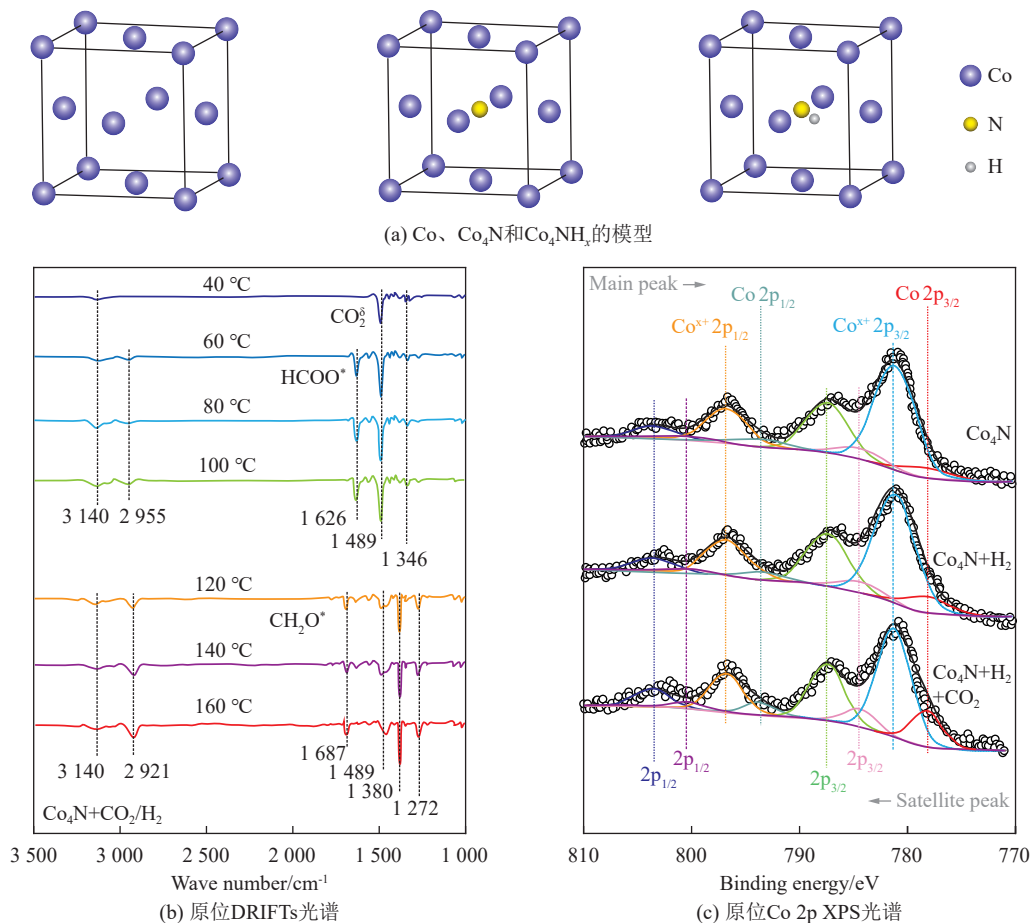 Co
N
H
(a) Co、Co₄N和Co₄NHₓ的模型
40 ℃
CO₂^δ
60 ℃
HCOO*
80 ℃
100 ℃
3 140
2 955
1 626
1 489
1 346
120 ℃
CH₂O*
140 ℃
160 ℃
3 140
2 921
1 687
1 489
1 380
1 272
Co₄N+CO₂/H₂
3 500 3 000 2 500 2 000 1 500 1 000
Wave number/cm⁻¹
(b) 原位DRIFTs光谱
Main peak →
Co 2p₁/₂
Co 2p₃/₂
Coˣ⁺ 2p₁/₂
Coˣ⁺ 2p₃/₂
Co₄N
Co₄N+H₂
Co₄N+H₂
+CO₂
2p₁/₂
2p₁/₂
2p₃/₂
2p₃/₂
← Satellite peak
810 800 790 780 770
Binding energy/eV
(c) 原位Co 2p XPS光谱